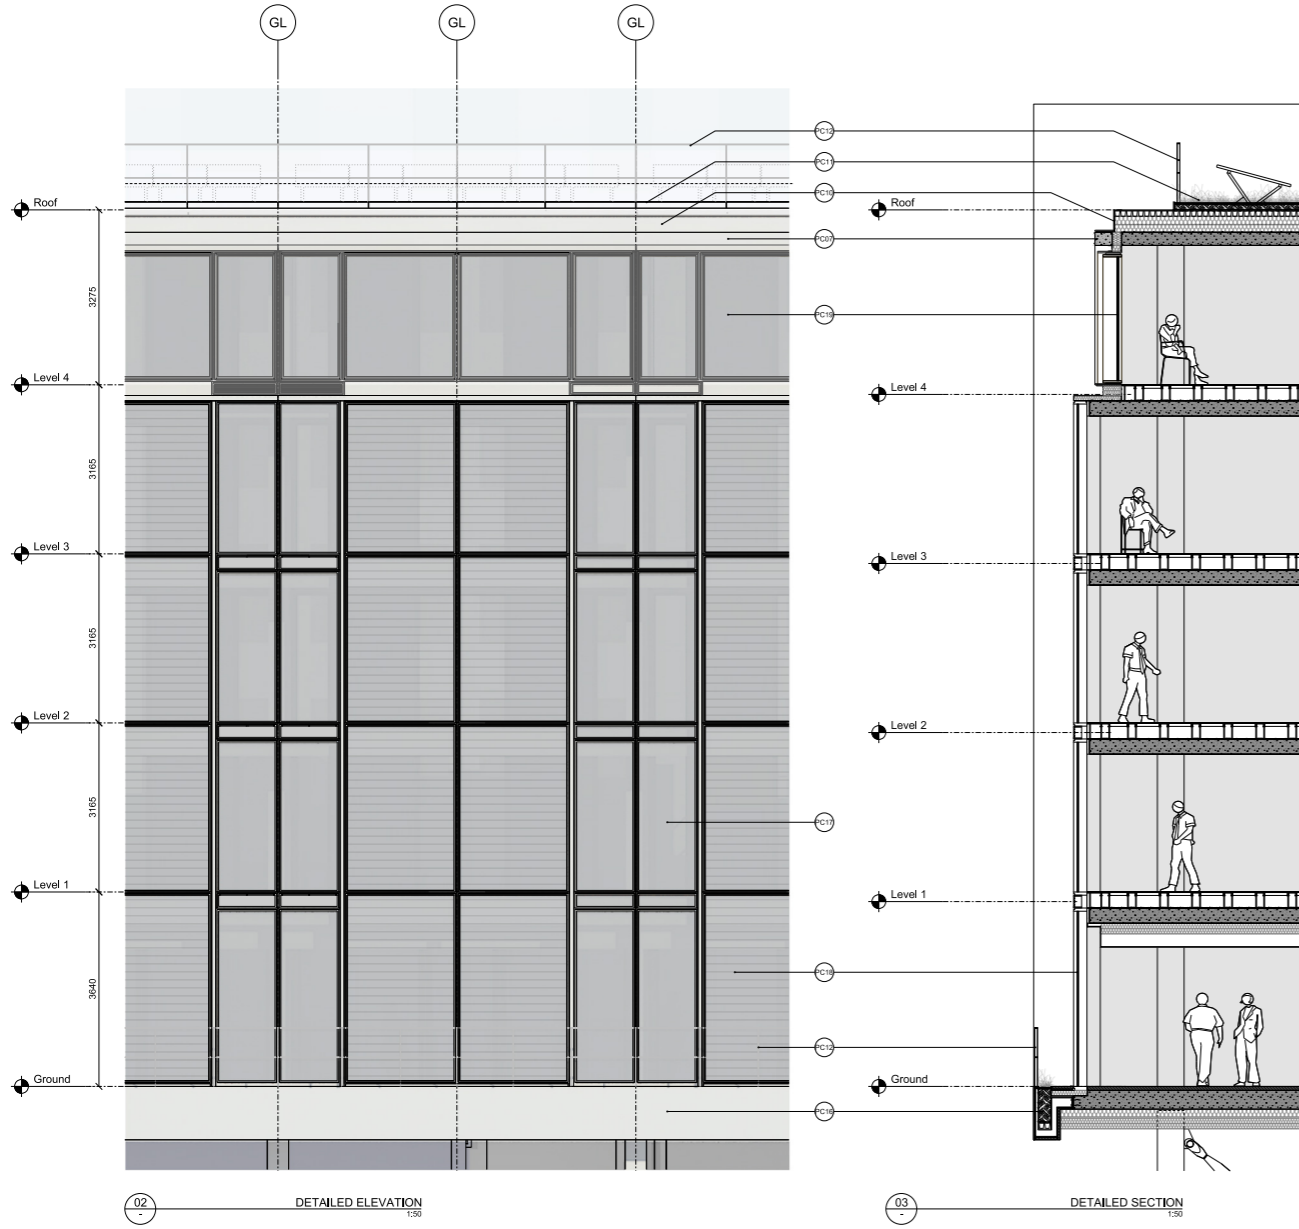 GL GL GL
PC12
PC11
PC10
Roof Roof
PC07
3275
PC15
Level 4
Level 4
3165
Level 3
Level 3
3165
Level 2
Level 2
3165
PC17
Level 1
Level 1
PC18
3640
PC12
Ground Ground
PC16
02 DETAILED ELEVATION 03 DETAILED SECTION
- 1:50 - 1:50